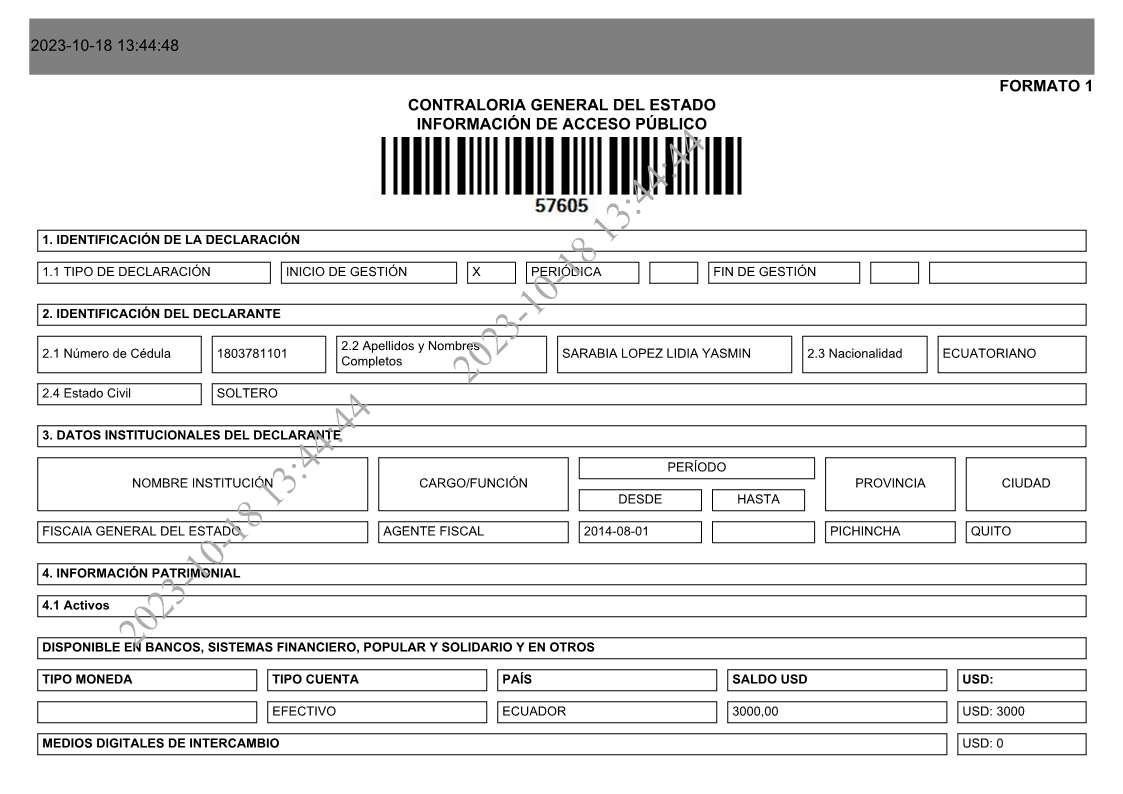 2023-10-18 13:44:48
FORMATO 1
CONTRALORIA GENERAL DEL ESTADO
INFORMACIÓN DE ACCESO PÚBLICO
57605
1. IDENTIFICACIÓN DE LA DECLARACIÓN
1.1 TIPO DE DECLARACIÓN INICIO DE GESTIÓN X PERIÓDICA FIN DE GESTIÓN
2. IDENTIFICACIÓN DEL DECLARANTE
2.1 Número de Cédula 1803781101 2.2 Apellidos y Nombres Completos SARABIA LOPEZ LIDIA YASMIN 2.3 Nacionalidad ECUATORIANO
2.4 Estado Civil SOLTERO
3. DATOS INSTITUCIONALES DEL DECLARANTE
NOMBRE INSTITUCIÓN CARGO/FUNCIÓN PERÍODO PROVINCIA CIUDAD
DESDE HASTA
FISCAIA GENERAL DEL ESTADO AGENTE FISCAL 2014-08-01 PICHINCHA QUITO
4. INFORMACIÓN PATRIMONIAL
4.1 Activos
DISPONIBLE EN BANCOS, SISTEMAS FINANCIERO, POPULAR Y SOLIDARIO Y EN OTROS
TIPO MONEDA TIPO CUENTA PAÍS SALDO USD USD:
EFECTIVO ECUADOR 3000,00 USD: 3000
MEDIOS DIGITALES DE INTERCAMBIO USD: 0
2023-10-18 13:44:44
2023-10-18 13:44:44